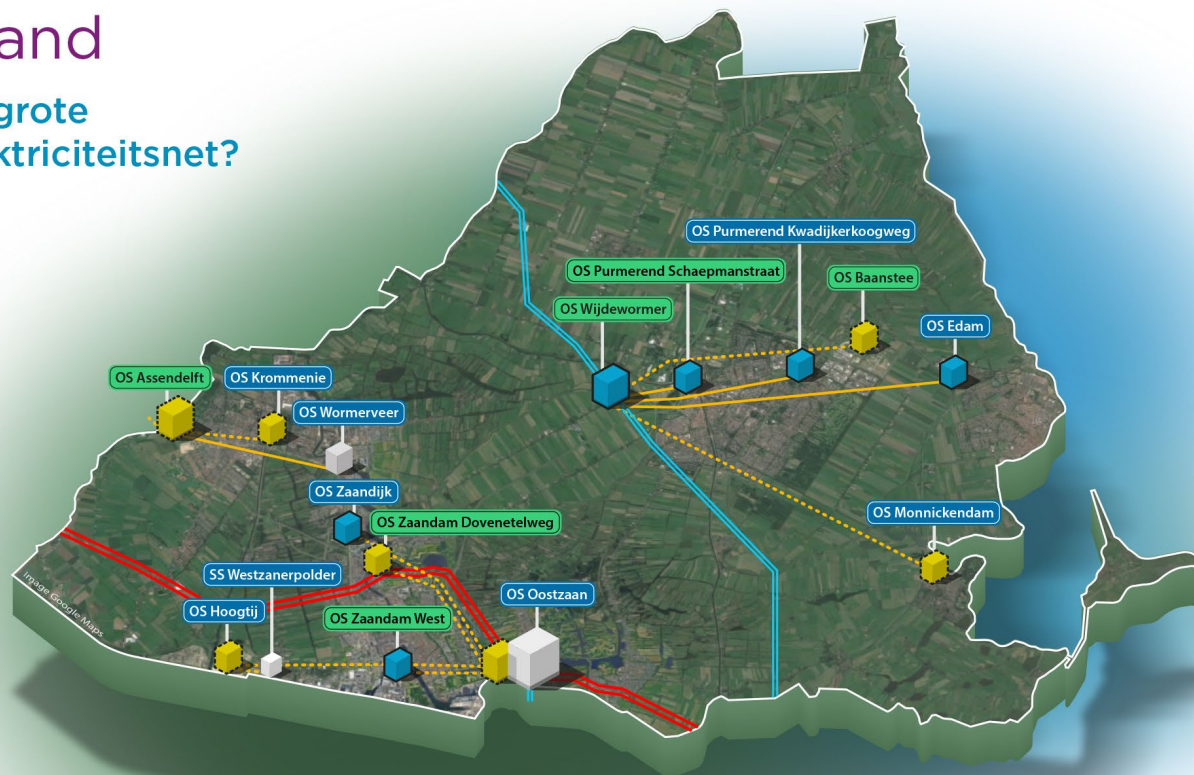 and
grote
ktriciteitsnet?
OS Purmerend Kwadijkerkoogweg
OS Purmerend Schaepmanstraat
OS Baanstee
OS Wijdewormer
OS Edam
OS Assendelft
OS Krommenie
OS Wormerveer
OS Zaandijk
OS Monnickendam
OS Zaandam Dovenetelweg
SS Westzanerpolder
OS Oostzaan
OS Hoogtij
OS Zaandam West
Image Google Maps